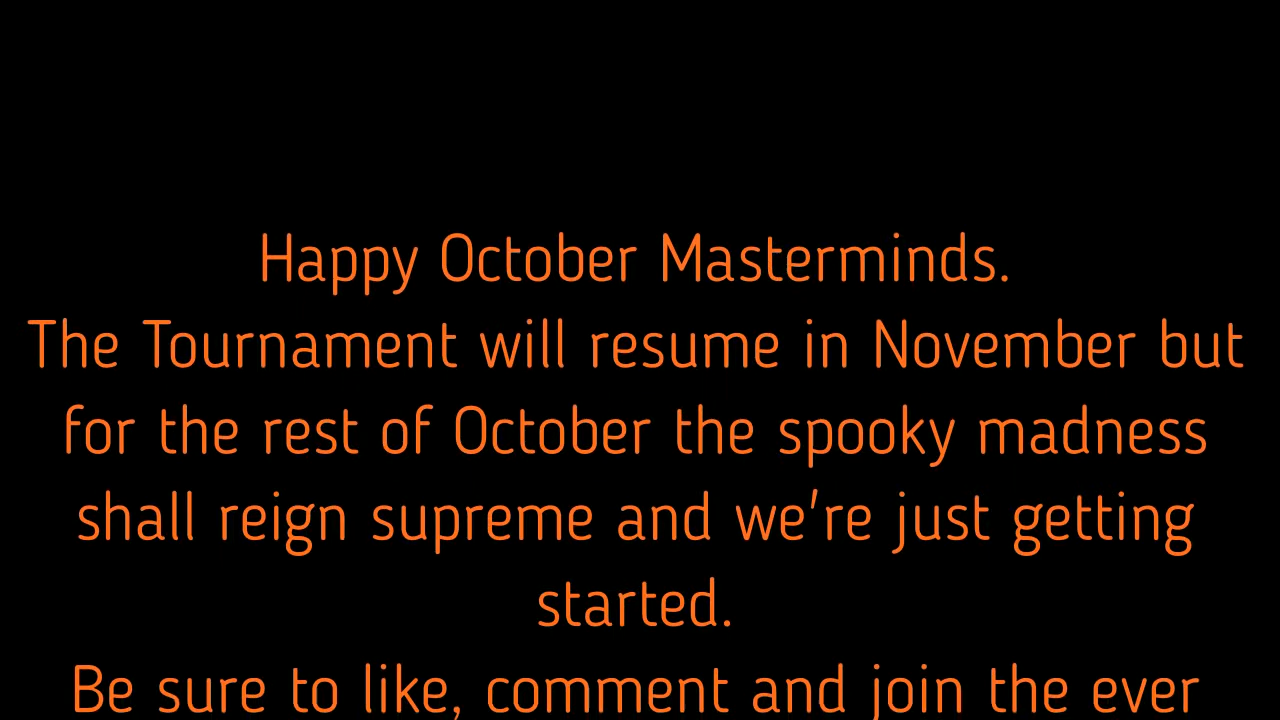 Happy October Masterminds.
The Tournament will resume in November but
for the rest of October the spooky madness
shall reign supreme and we're just getting
started.
Be sure to like, comment and join the ever